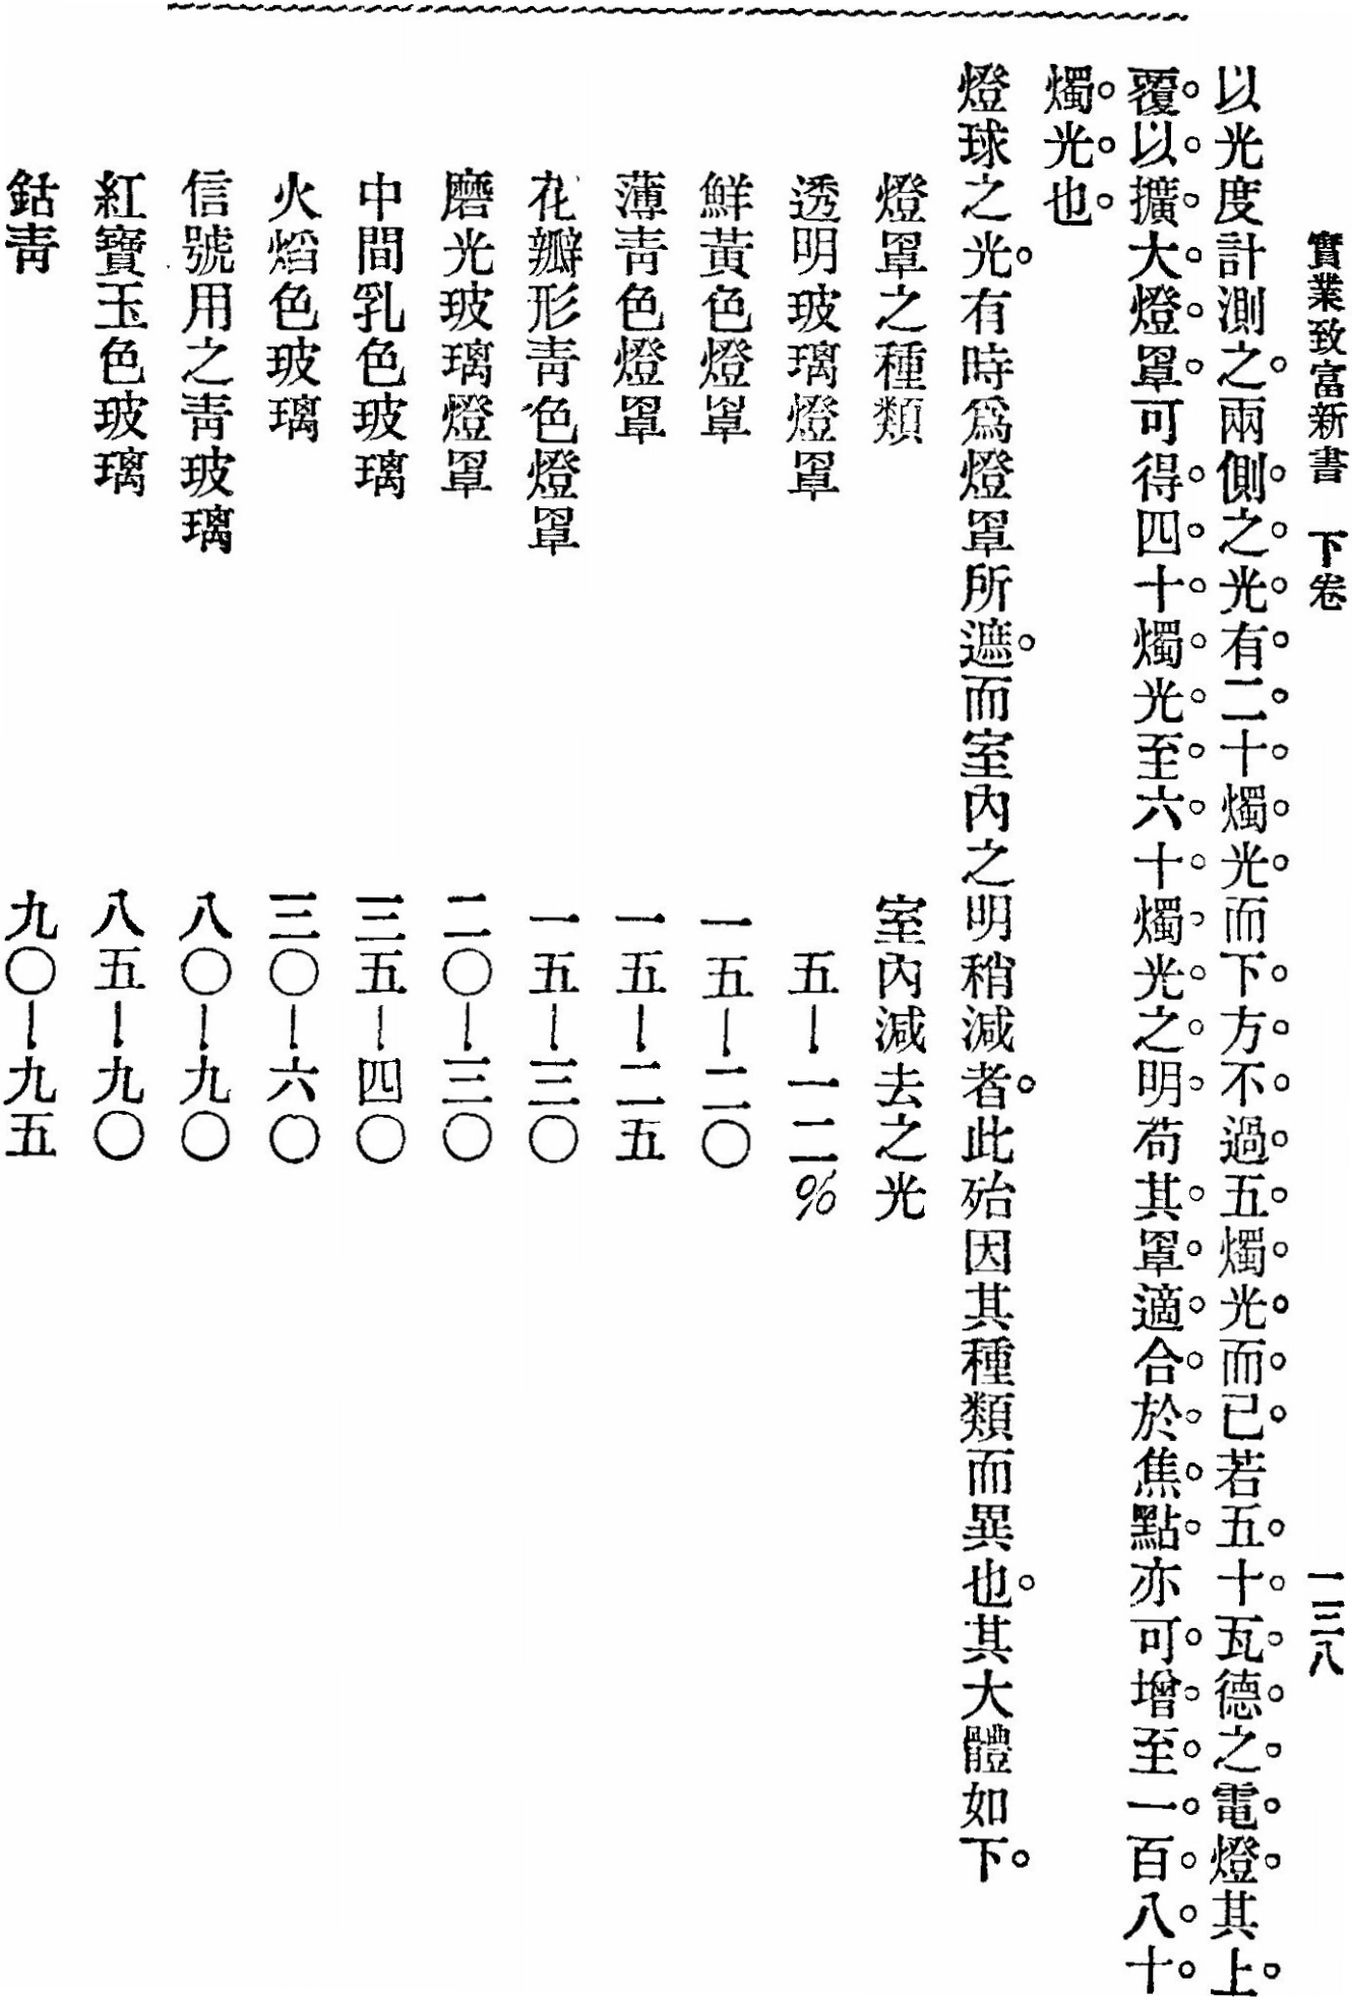 實業致富新書 下卷 一三八
以光度計測之。兩側。之。光。有。二。十。燭。光。而下。方。不。過。五。燭。光。而。已。若五。十。瓦。德。之。電。燈。其上。
覆。以。擴。大。燈。罩。可得。四。十。燭。光。至。六。十。燭。光。之。明。苟其。罩。適。合。於。焦。點。亦可。增。至。一。百。八。十。
燭。光。也。
燈球之光。有時爲燈罩所遮。而室內之明稍減者。此殆因其種類而異也。其大體如下。
燈罩之種類 室內減去之光
透明玻璃燈罩 五—一二%
鮮黃色燈罩 一五—二〇
薄靑色燈罩 一五—二五
花瓣形靑色燈罩 一五—三〇
磨光玻璃燈罩 二〇—三〇
中間乳色玻璃 三五—四〇
火焰色玻璃 三〇—六〇
信號用之靑玻璃 八〇—九〇
紅寶玉色玻璃 八五—九〇
鈷靑 九〇—九五